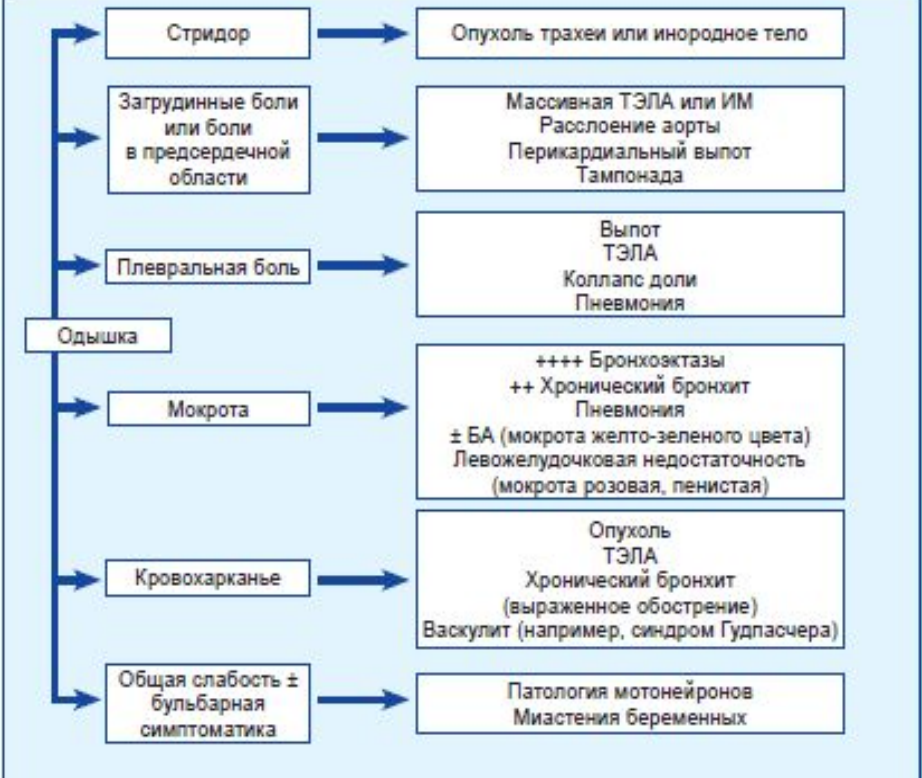 Одышка
Стридор
Опухоль трахеи или инородное тело
Загрудинные боли
или боли
в предсердечной
области
Массивная ТЭЛА или ИМ
Расслоение аорты
Перикардиальный выпот
Тампонада
Плевральная боль
Выпот
ТЭЛА
Коллапс доли
Пневмония
Мокрота
++++ Бронхоэктазы
++ Хронический бронхит
Пневмония
± БА (мокрота желто-зеленого цвета)
Левожелудочковая недостаточность
(мокрота розовая, пенистая)
Кровохарканье
Опухоль
ТЭЛА
Хронический бронхит
(выраженное обострение)
Васкулит (например, синдром Гудпасчера)
Общая слабость ±
бульбарная
симптоматика
Патология мотонейронов
Миастения беременных